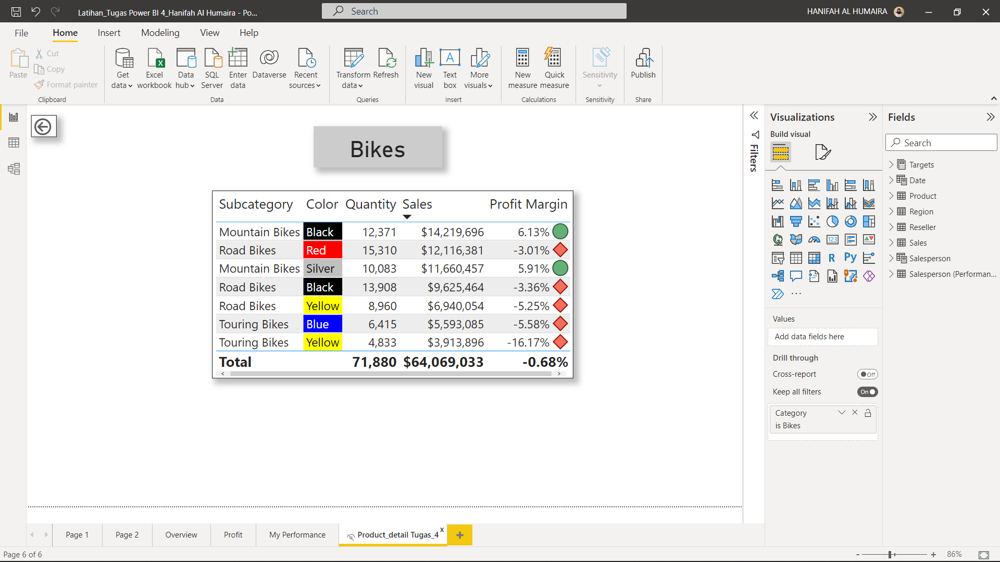 Latihan_Tugas Power BI 4_Hanifah Al Humaira - Po...
Search
HANIFAH AL HUMAIRA
File
Home
Insert
Modeling
View
Help
Paste
Cut
Copy
Format painter
Clipboard
Get data
Excel workbook
Data hub
SQL Server
Enter data
Dataverse
Recent sources
Data
Transform data
Refresh
Queries
New visual
Text box
More visuals
Insert
New measure
Quick measure
Calculations
Sensitivity
Sensitivity
Publish
Share
Bikes
Subcategory Color Quantity Sales Profit Margin
Mountain Bikes Black 12,371 $14,219,696 6.13%
Road Bikes Red 15,310 $12,116,381 -3.01%
Mountain Bikes Silver 10,083 $11,660,457 5.91%
Road Bikes Black 13,908 $9,625,464 -3.36%
Road Bikes Yellow 8,960 $6,940,054 -5.25%
Touring Bikes Blue 6,415 $5,593,085 -5.58%
Touring Bikes Yellow 4,833 $3,913,896 -16.17%
Total 71,880 $64,069,033 -0.68%
Filters
Visualizations
Build visual
123
R
Py
...
Values
Add data fields here
Drill through
Cross-report
Off
Keep all filters
On
Category
is Bikes
Fields
Search
Targets
Date
Product
Region
Reseller
Sales
Salesperson
Salesperson (Performan...
Page 1
Page 2
Overview
Profit
My Performance
Product_detail Tugas_4
x
+
Page 6 of 6
- + 86%